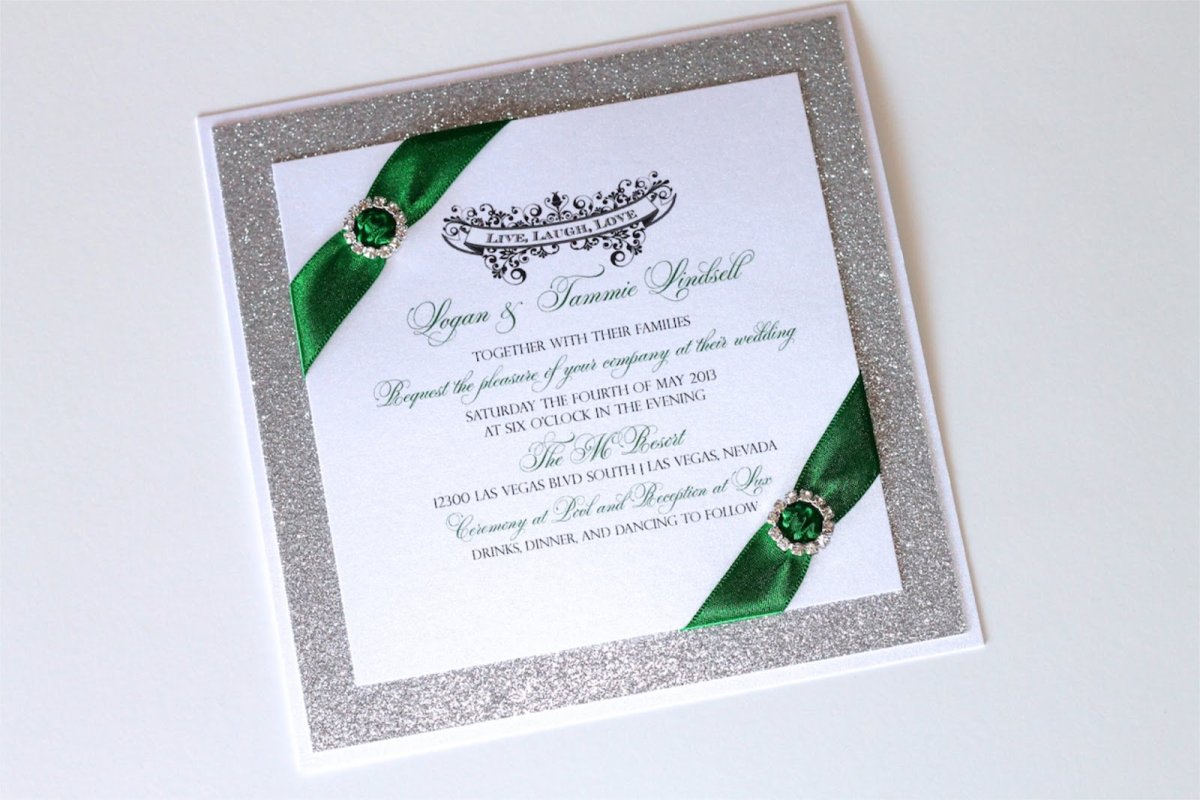 LIVE, LAUGH, LOVE
Logan & Tammie Lindsell
TOGETHER WITH THEIR FAMILIES
Request the pleasure of your company at their wedding
SATURDAY THE FOURTH OF MAY 2013
AT SIX O'CLOCK IN THE EVENING
The M Resort
12300 LAS VEGAS BLVD SOUTH | LAS VEGAS, NEVADA
Ceremony at Pool and Reception at Lux
DRINKS, DINNER, AND DANCING TO FOLLOW